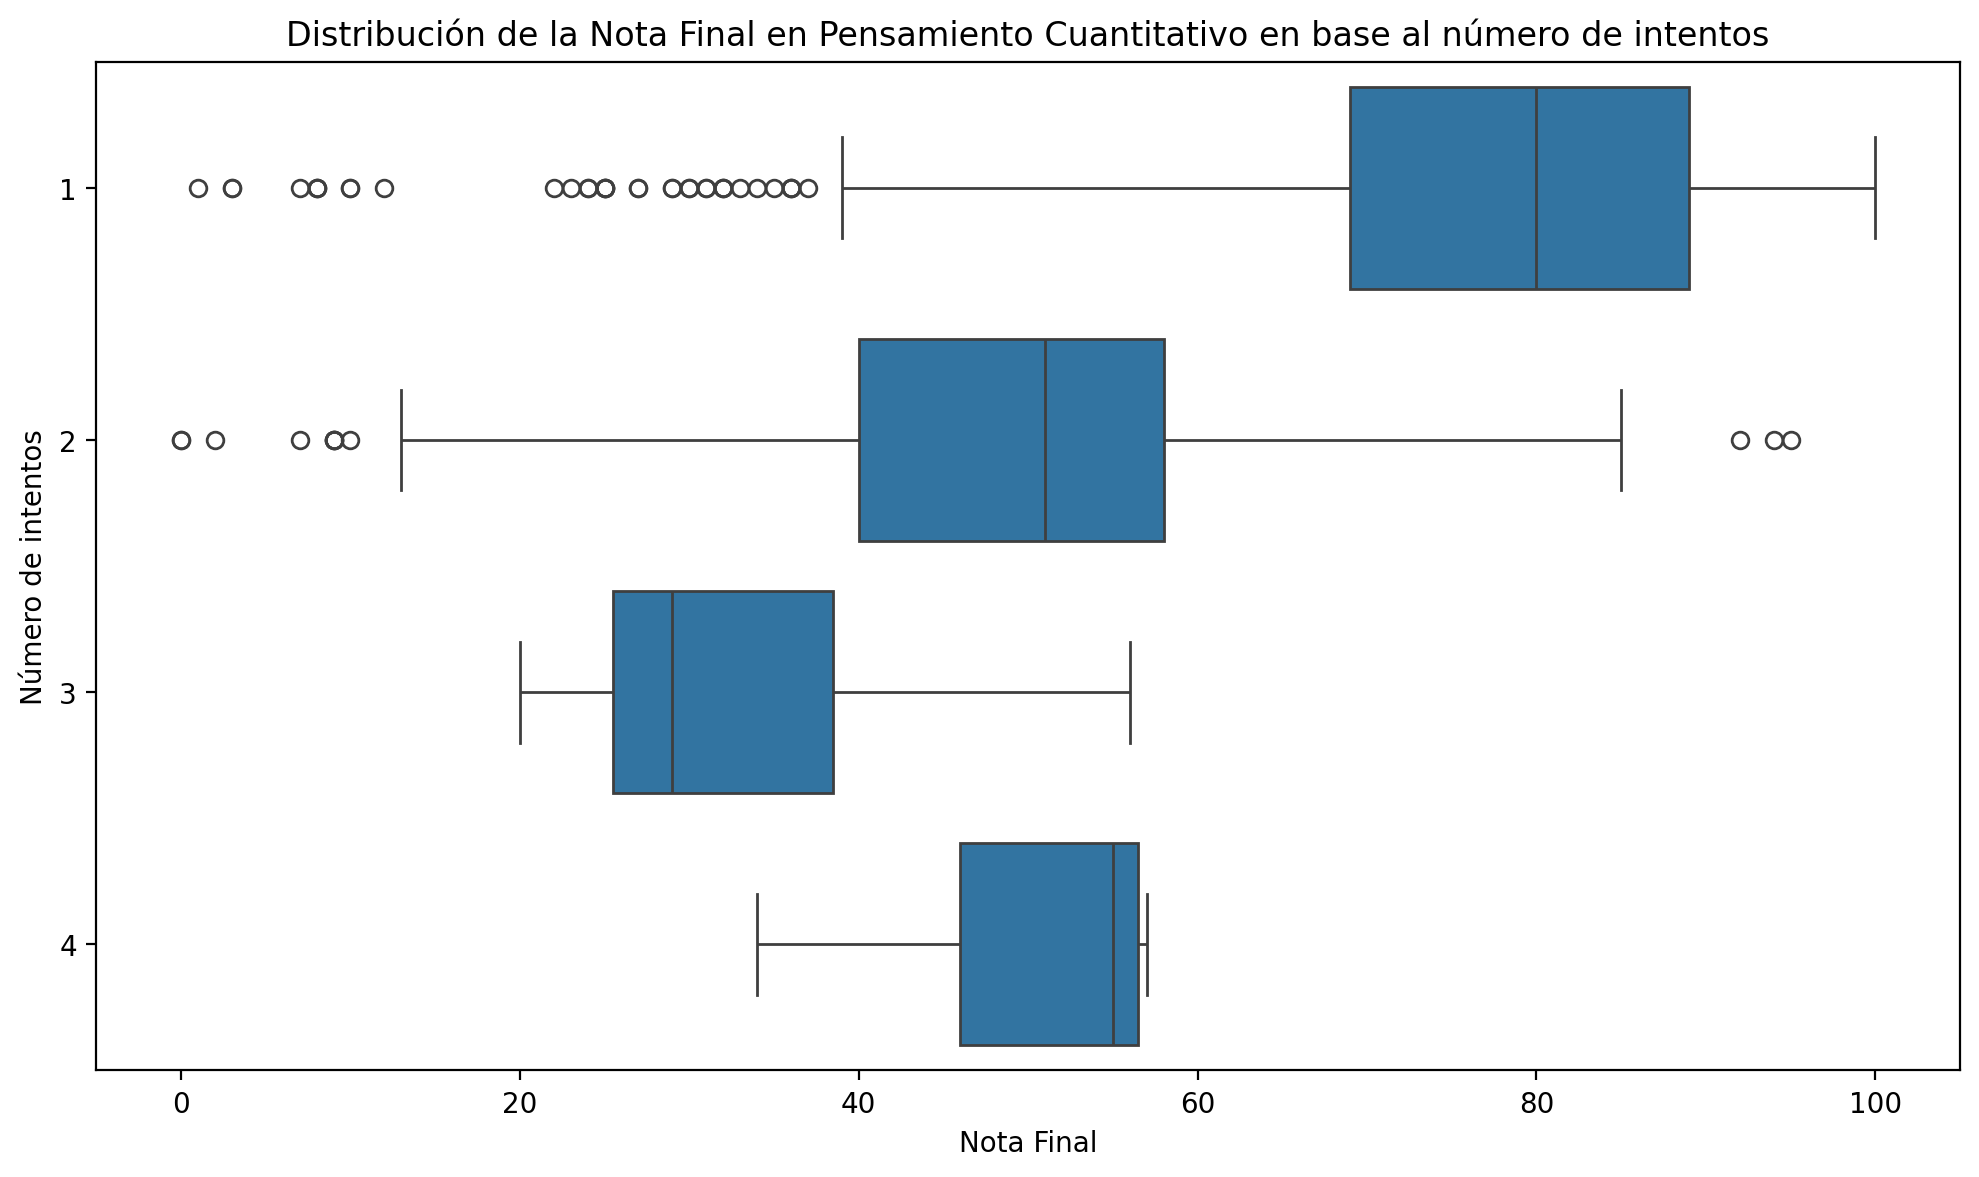 Distribución de la Nota Final en Pensamiento Cuantitativo en base al número de intentos
Número de intentos
1
2
3
4
0 20 40 60 80 100
Nota Final